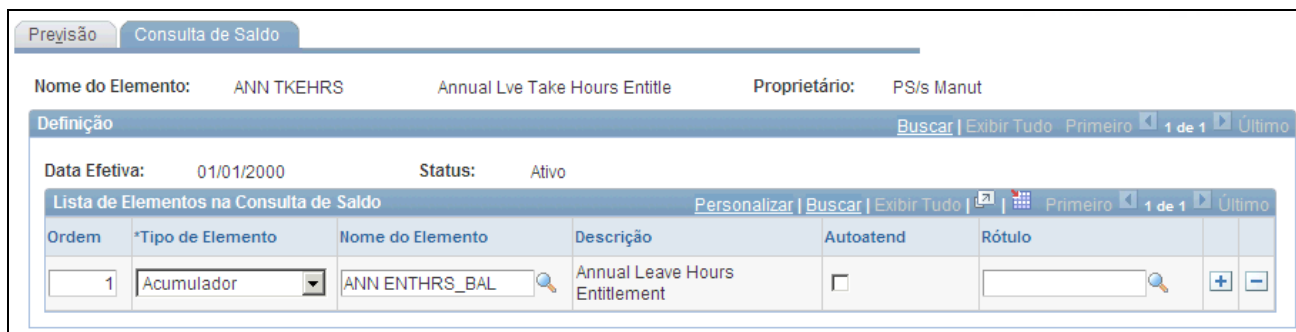 Previsão Consulta de Saldo
Nome do Elemento: ANN TKEHRS Annual Lve Take Hours Entitle Proprietário: PS/s Manut
Definição Buscar | Exibir Tudo Primeiro 1 de 1 Último
Data Efetiva: 01/01/2000 Status: Ativo
Lista de Elementos na Consulta de Saldo Personalizar | Buscar | Exibir Tudo | | Primeiro 1 de 1 Último
Ordem *Tipo de Elemento Nome do Elemento Descrição Autoatend Rótulo
1 Acumulador ANN ENTHRS_BAL Annual Leave Hours
Entitlement